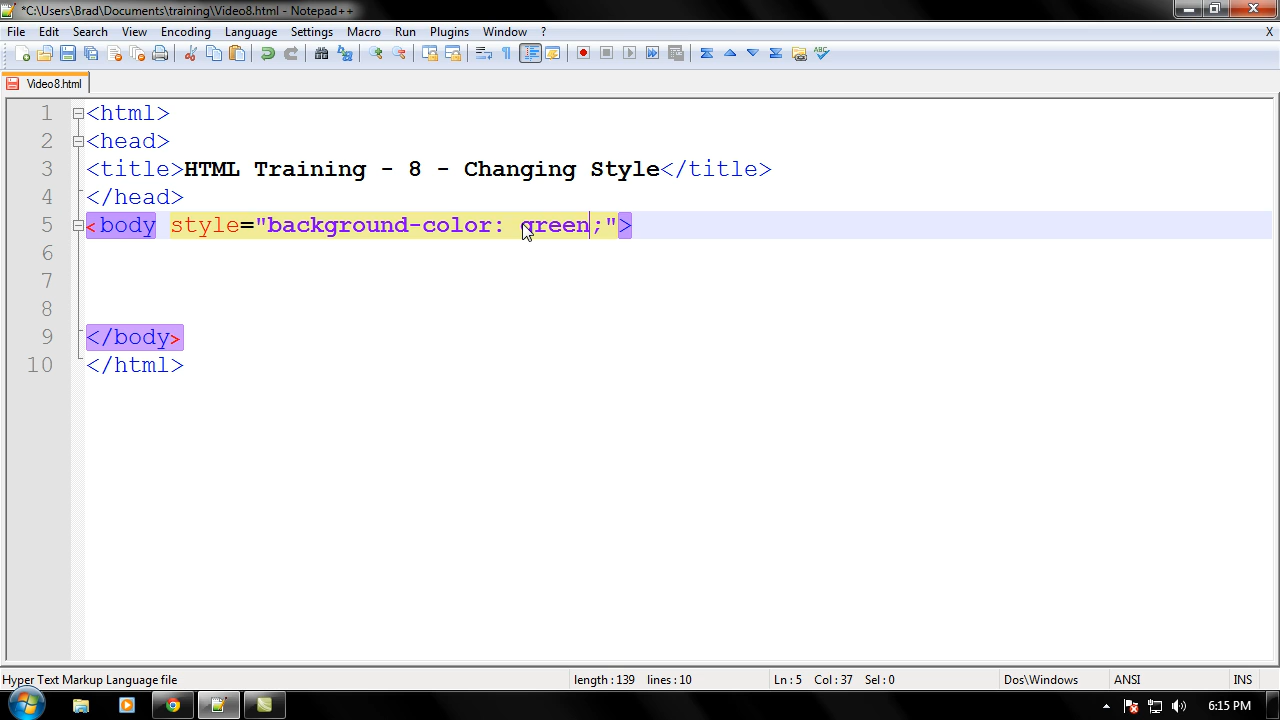 *C:\Users\Brad\Documents\training\Video8.html - Notepad++
File Edit Search View Encoding Language Settings Macro Run Plugins Window ? X
Video8.html
1 <html>
2 <head>
3 <title>HTML Training - 8 - Changing Style</title>
4 </head>
5 <body style="background-color: green;">
6
7
8
9 </body>
10 </html>
Hyper Text Markup Language file length : 139 lines : 10 Ln : 5 Col : 37 Sel : 0 Dos\Windows ANSI INS
6:15 PM